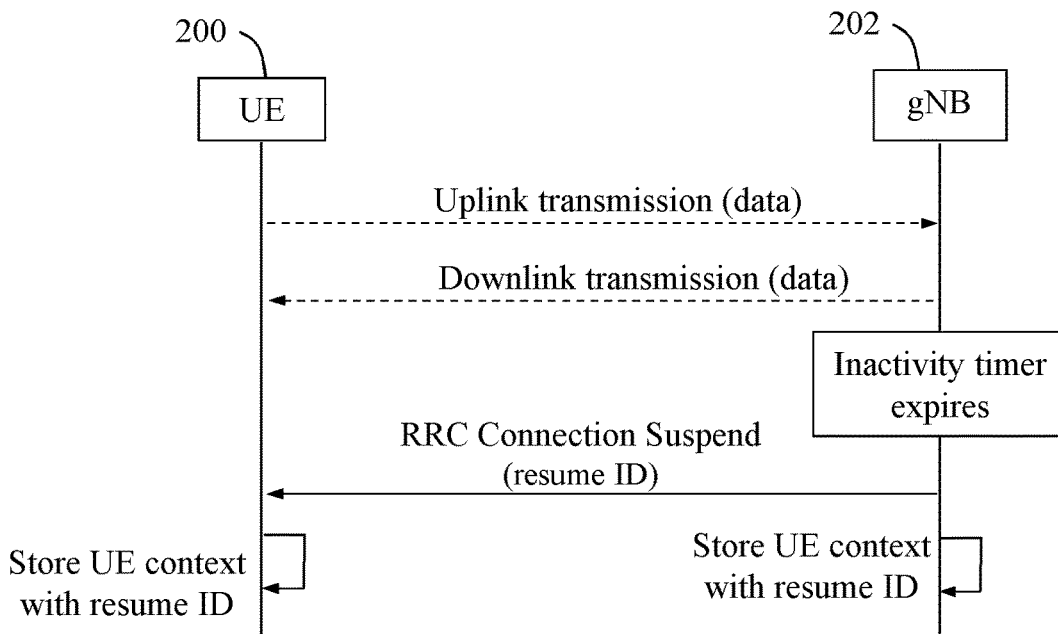 200
202
UE
gNB
Uplink transmission (data)
Downlink transmission (data)
Inactivity timer
expires
RRC Connection Suspend
(resume ID)
Store UE context
with resume ID
Store UE context
with resume ID